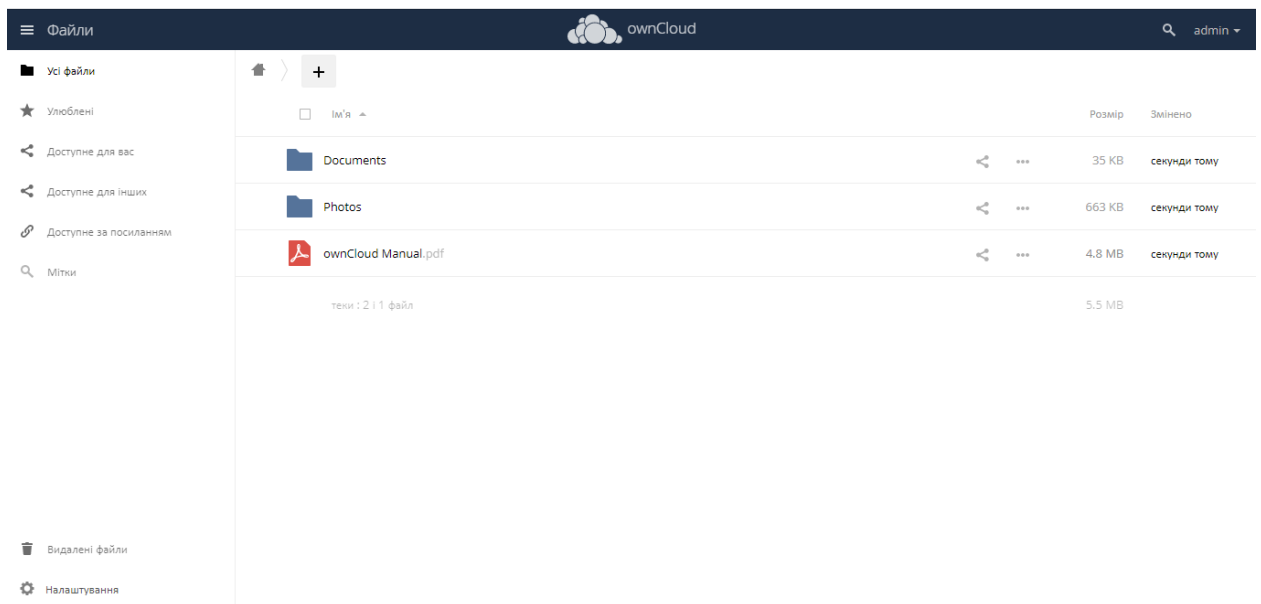 Файли
ownCloud
admin
Усі файли
Улюблені
Доступне для вас
Доступне для інших
Доступне за посиланням
Мітки
Видалені файли
Налаштування
Ім'я Розмір Змінено
Documents 35 KB секунди тому
Photos 663 KB секунди тому
ownCloud Manual.pdf 4.8 MB секунди тому
теки : 2 і 1 файл 5.5 MB